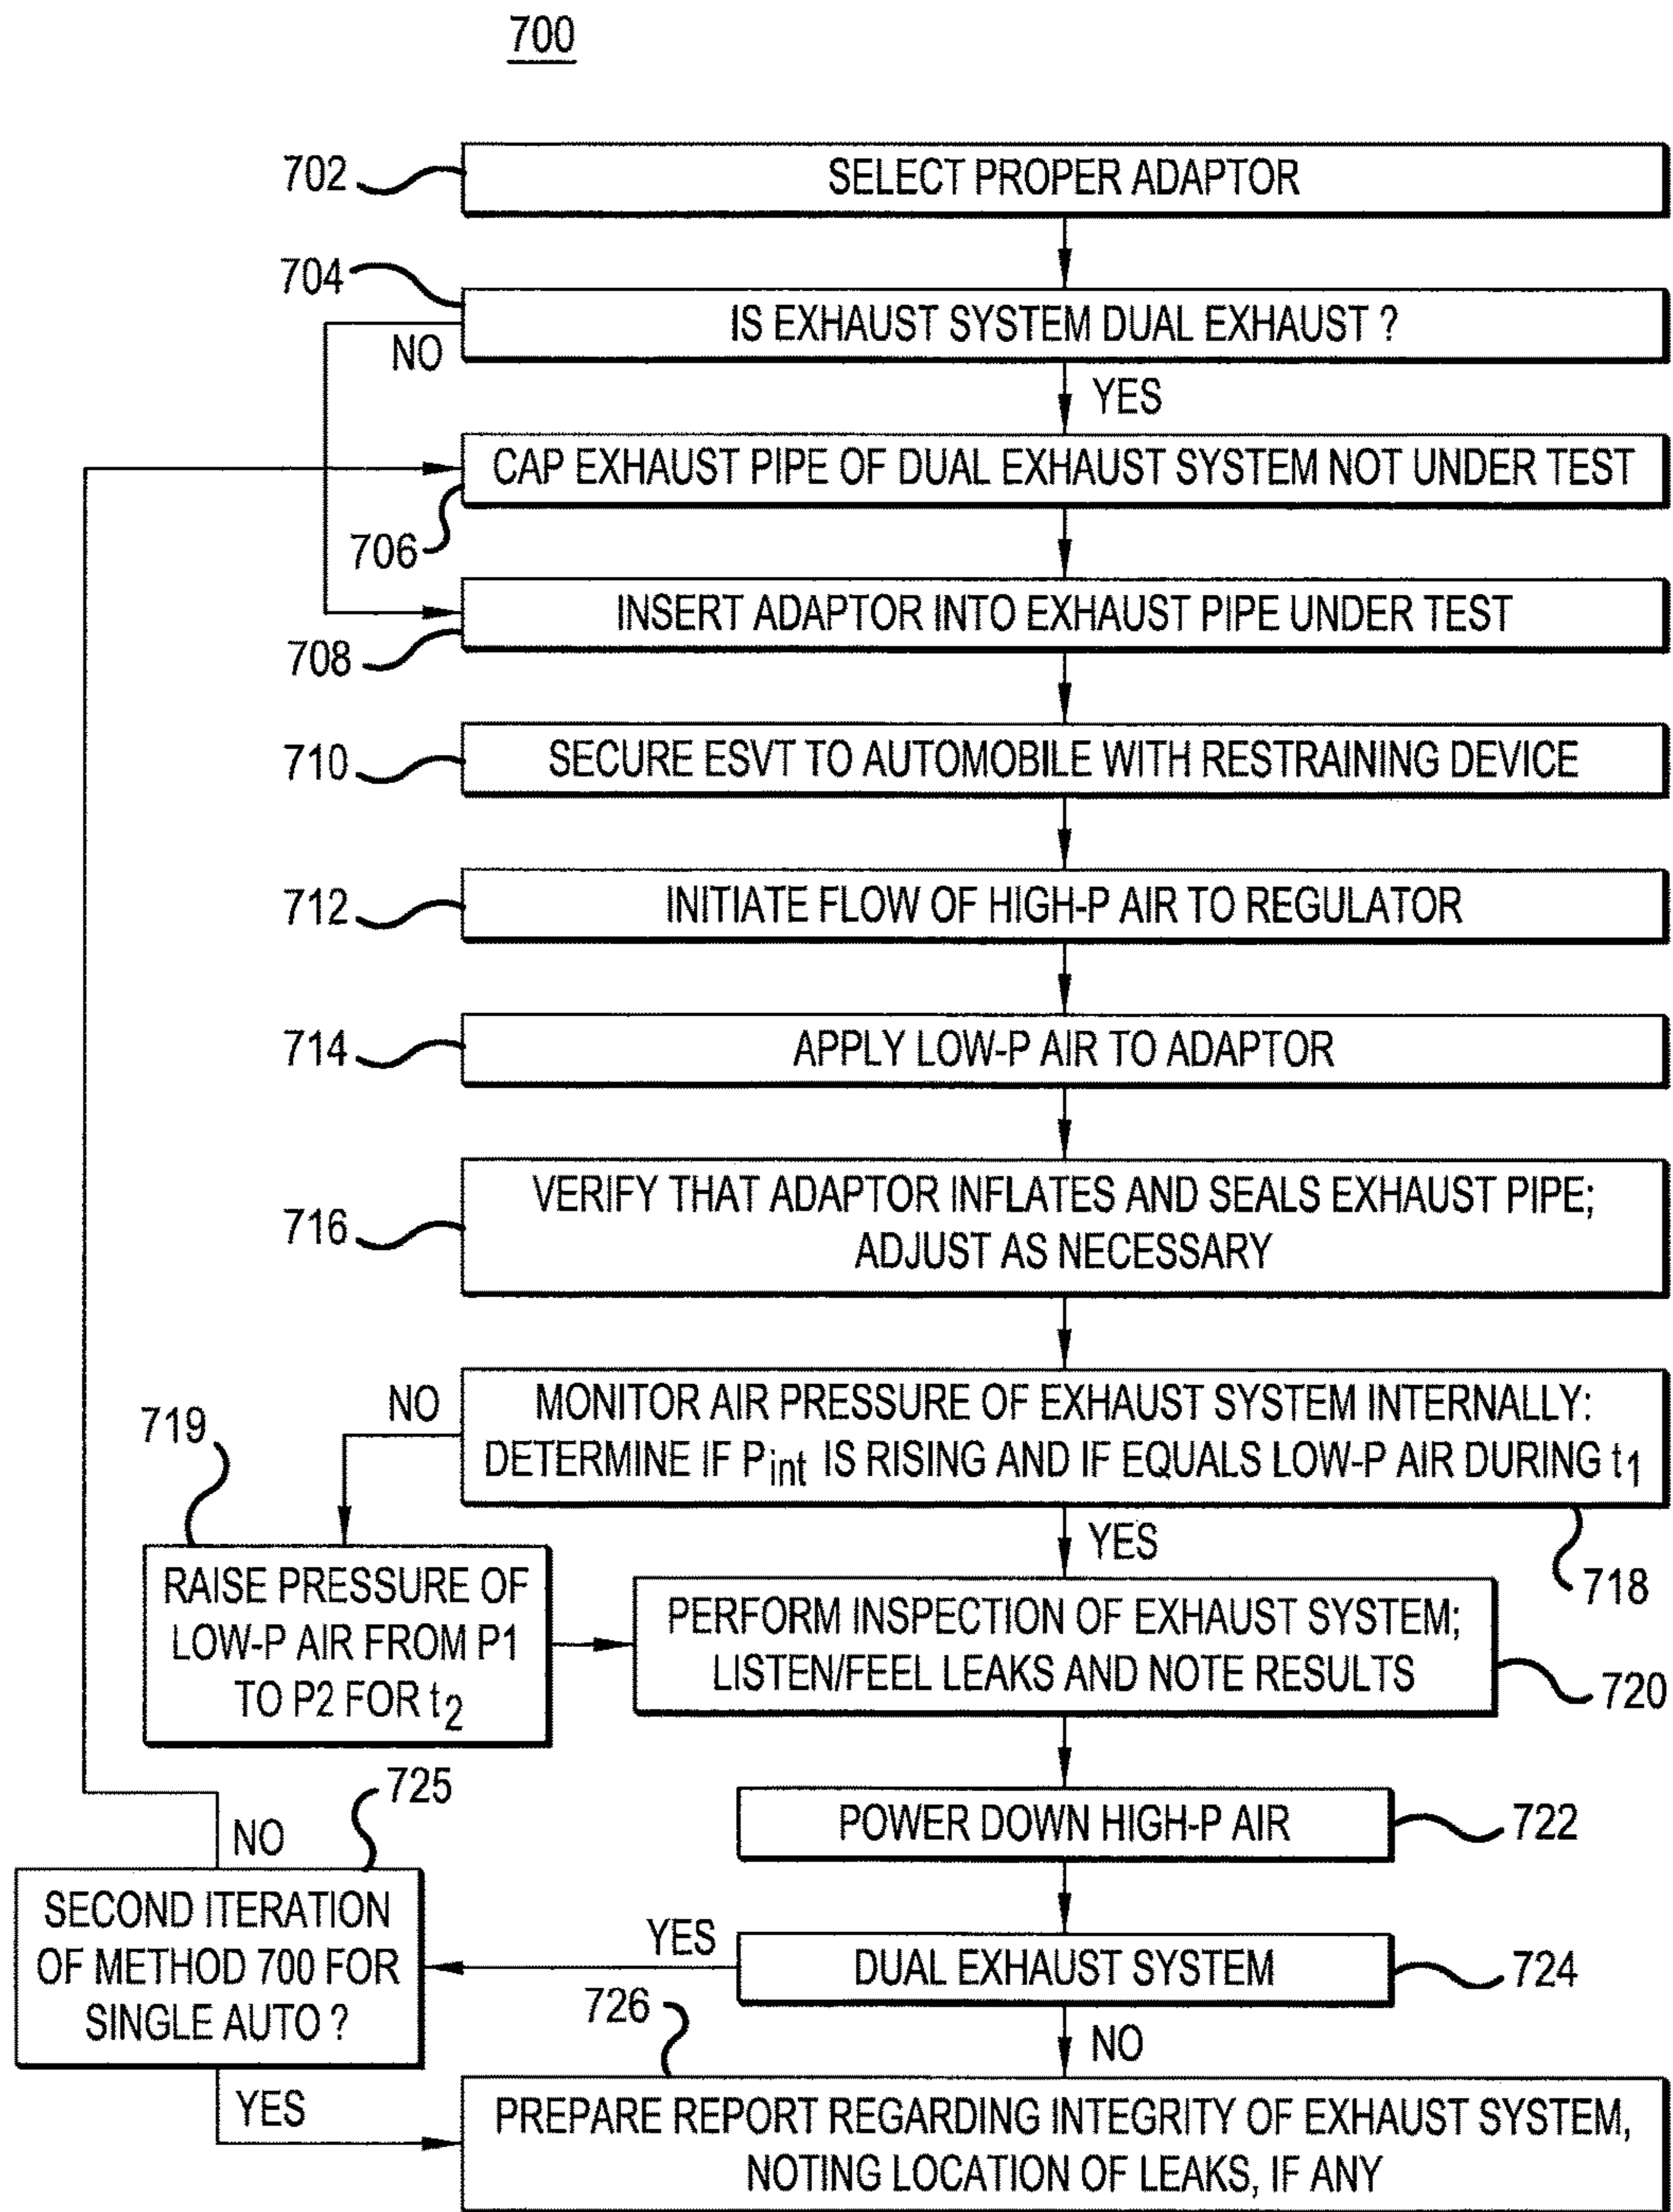 700
702
SELECT PROPER ADAPTOR
704
IS EXHAUST SYSTEM DUAL EXHAUST ?
NO
YES
CAP EXHAUST PIPE OF DUAL EXHAUST SYSTEM NOT UNDER TEST
706
INSERT ADAPTOR INTO EXHAUST PIPE UNDER TEST
708
710
SECURE ESVT TO AUTOMOBILE WITH RESTRAINING DEVICE
712
INITIATE FLOW OF HIGH-P AIR TO REGULATOR
714
APPLY LOW-P AIR TO ADAPTOR
716
VERIFY THAT ADAPTOR INFLATES AND SEALS EXHAUST PIPE;
ADJUST AS NECESSARY
MONITOR AIR PRESSURE OF EXHAUST SYSTEM INTERNALLY:
DETERMINE IF Pint IS RISING AND IF EQUALS LOW-P AIR DURING t1
718
NO
YES
719
RAISE PRESSURE OF
LOW-P AIR FROM P1
TO P2 FOR t2
PERFORM INSPECTION OF EXHAUST SYSTEM;
LISTEN/FEEL LEAKS AND NOTE RESULTS
720
POWER DOWN HIGH-P AIR
722
DUAL EXHAUST SYSTEM
724
YES
NO
725
NO
SECOND ITERATION
OF METHOD 700 FOR
SINGLE AUTO ?
YES
726
PREPARE REPORT REGARDING INTEGRITY OF EXHAUST SYSTEM,
NOTING LOCATION OF LEAKS, IF ANY